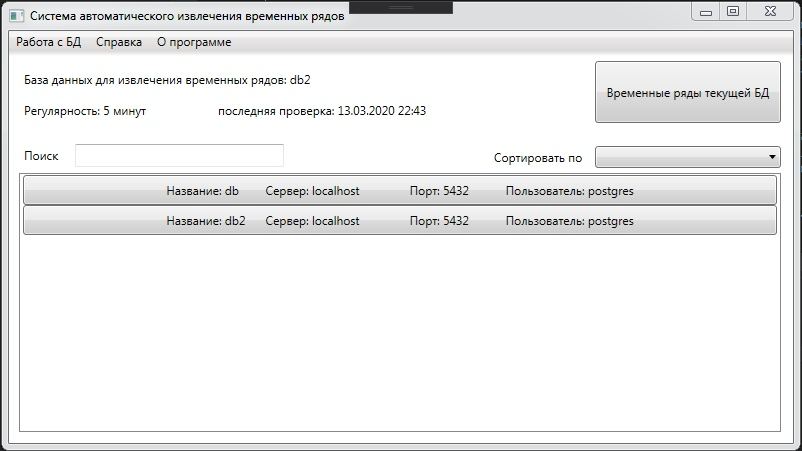 Система автоматического извлечения временных рядов
Работа с БД Справка О программе
База данных для извлечения временных рядов: db2
Временные ряды текущей БД
Регулярность: 5 минут последняя проверка: 13.03.2020 22:43
Поиск Сортировать по
Название: db Сервер: localhost Порт: 5432 Пользователь: postgres
Название: db2 Сервер: localhost Порт: 5432 Пользователь: postgres